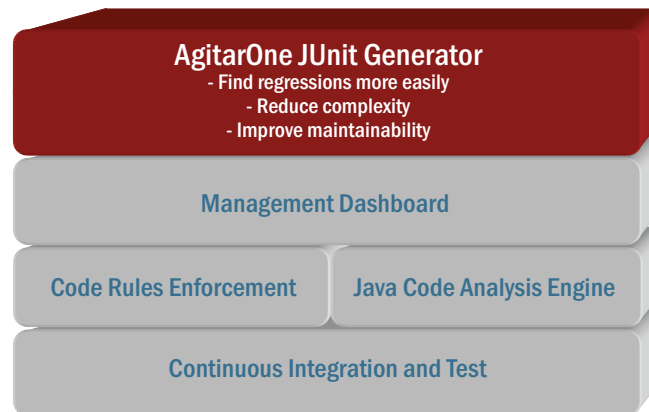 AgitarOne JUnit Generator
- Find regressions more easily
- Reduce complexity
- Improve maintainability
Management Dashboard
Code Rules Enforcement
Java Code Analysis Engine
Continuous Integration and Test